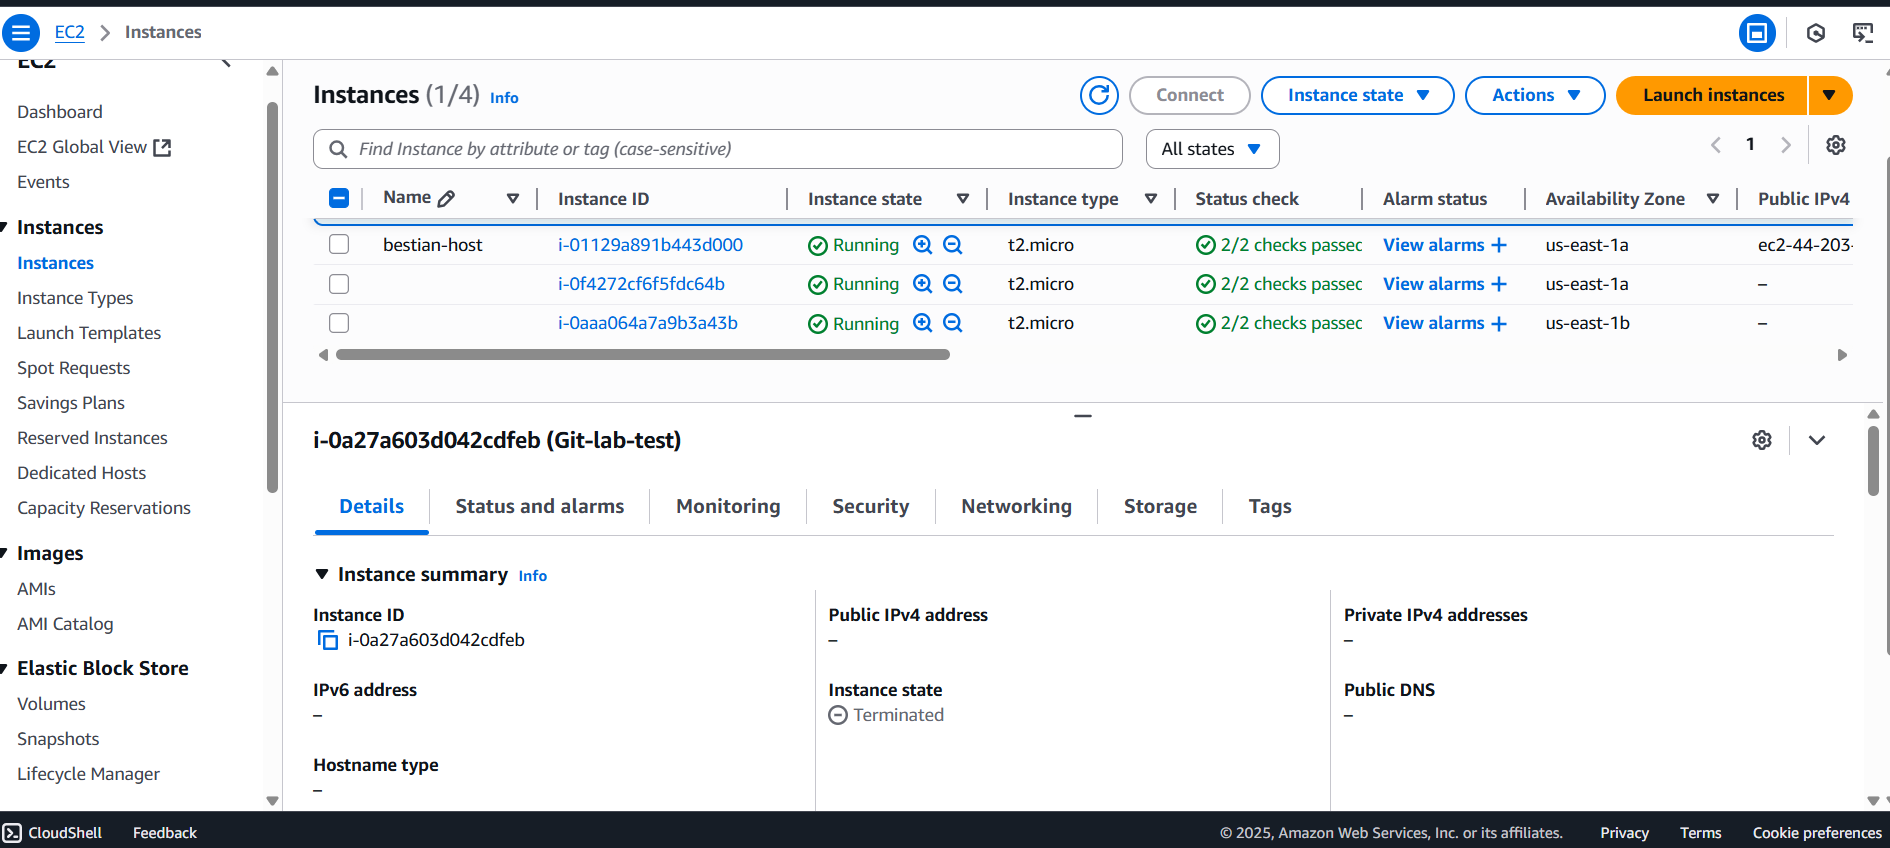 EC2 > Instances
EC2
Dashboard
EC2 Global View
Events
Instances
Instances
Instance Types
Launch Templates
Spot Requests
Savings Plans
Reserved Instances
Dedicated Hosts
Capacity Reservations
Images
AMIs
AMI Catalog
Elastic Block Store
Volumes
Snapshots
Lifecycle Manager
Instances (1/4) Info
Connect
Instance state
Actions
Launch instances
Find Instance by attribute or tag (case-sensitive)
All states
1
Name Instance ID Instance state Instance type Status check Alarm status Availability Zone Public IPv4
bestian-host i-01129a891b443d000 Running t2.micro 2/2 checks passed View alarms + us-east-1a ec2-44-203-
i-0f4272cf6f5fdc64b Running t2.micro 2/2 checks passed View alarms + us-east-1a –
i-0aaa064a7a9b3a43b Running t2.micro 2/2 checks passed View alarms + us-east-1b –
i-0a27a603d042cdfeb (Git-lab-test)
Details Status and alarms Monitoring Security Networking Storage Tags
Instance summary Info
Instance ID
i-0a27a603d042cdfeb
Public IPv4 address
–
Private IPv4 addresses
–
IPv6 address
–
Instance state
Terminated
Public DNS
–
Hostname type
–
CloudShell Feedback © 2025, Amazon Web Services, Inc. or its affiliates. Privacy Terms Cookie preferences